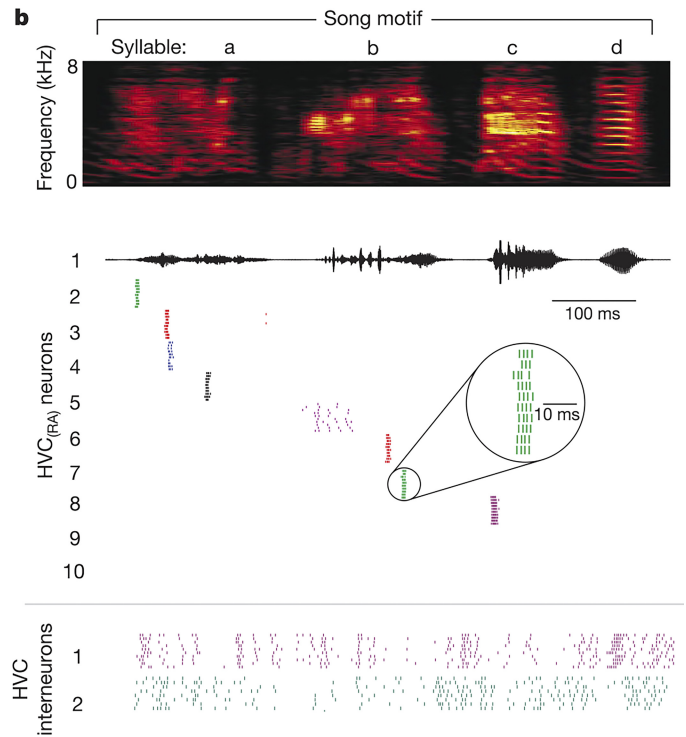 b
Song motif
Syllable: a b c d
Frequency (kHz)
8
0
100 ms
HVC(RA) neurons
1
2
3
4
5
6
7
8
9
10
10 ms
HVC
interneurons
1
2